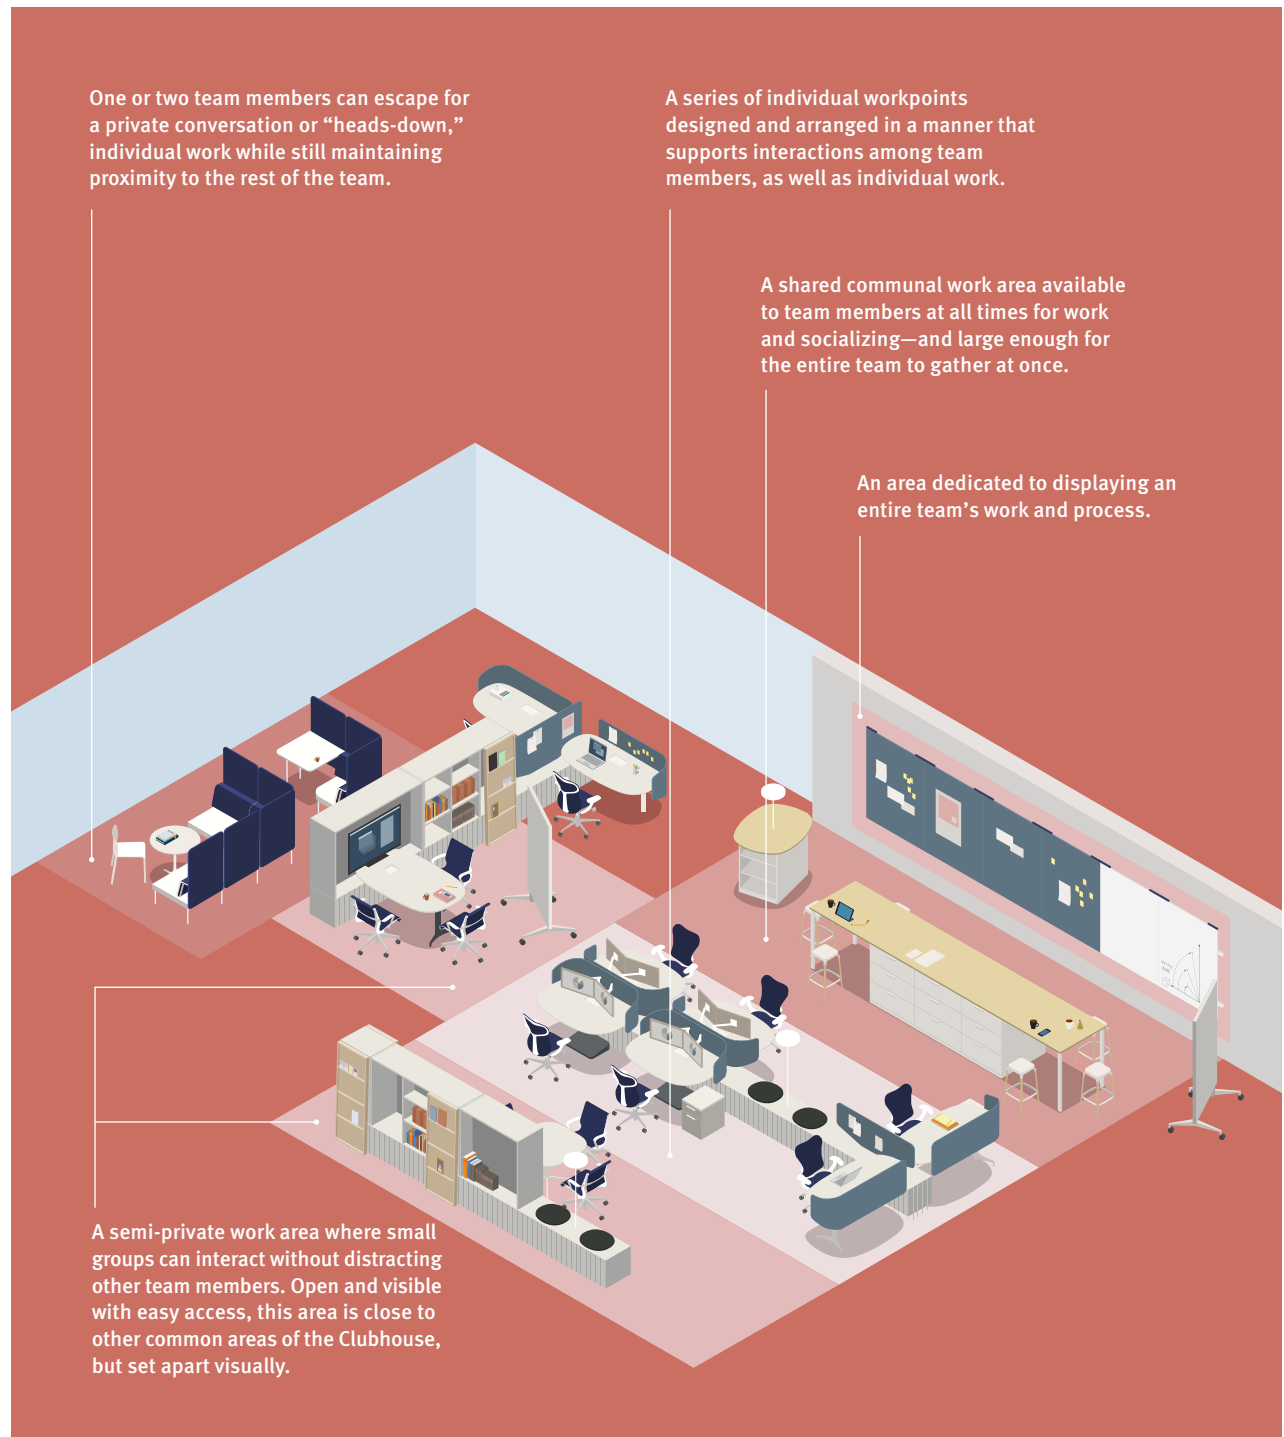 One or two team members can escape for
a private conversation or “heads-down,”
individual work while still maintaining
proximity to the rest of the team.
A series of individual workpoints
designed and arranged in a manner that
supports interactions among team
members, as well as individual work.
A shared communal work area available
to team members at all times for work
and socializing—and large enough for
the entire team to gather at once.
An area dedicated to displaying an
entire team’s work and process.
A semi-private work area where small
groups can interact without distracting
other team members. Open and visible
with easy access, this area is close to
other common areas of the Clubhouse,
but set apart visually.